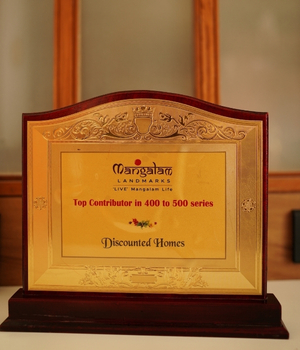 Mangalam
LANDMARKS
'LIVE' Mangalam Life
Top Contributor in 400 to 500 series
Discounted Homes